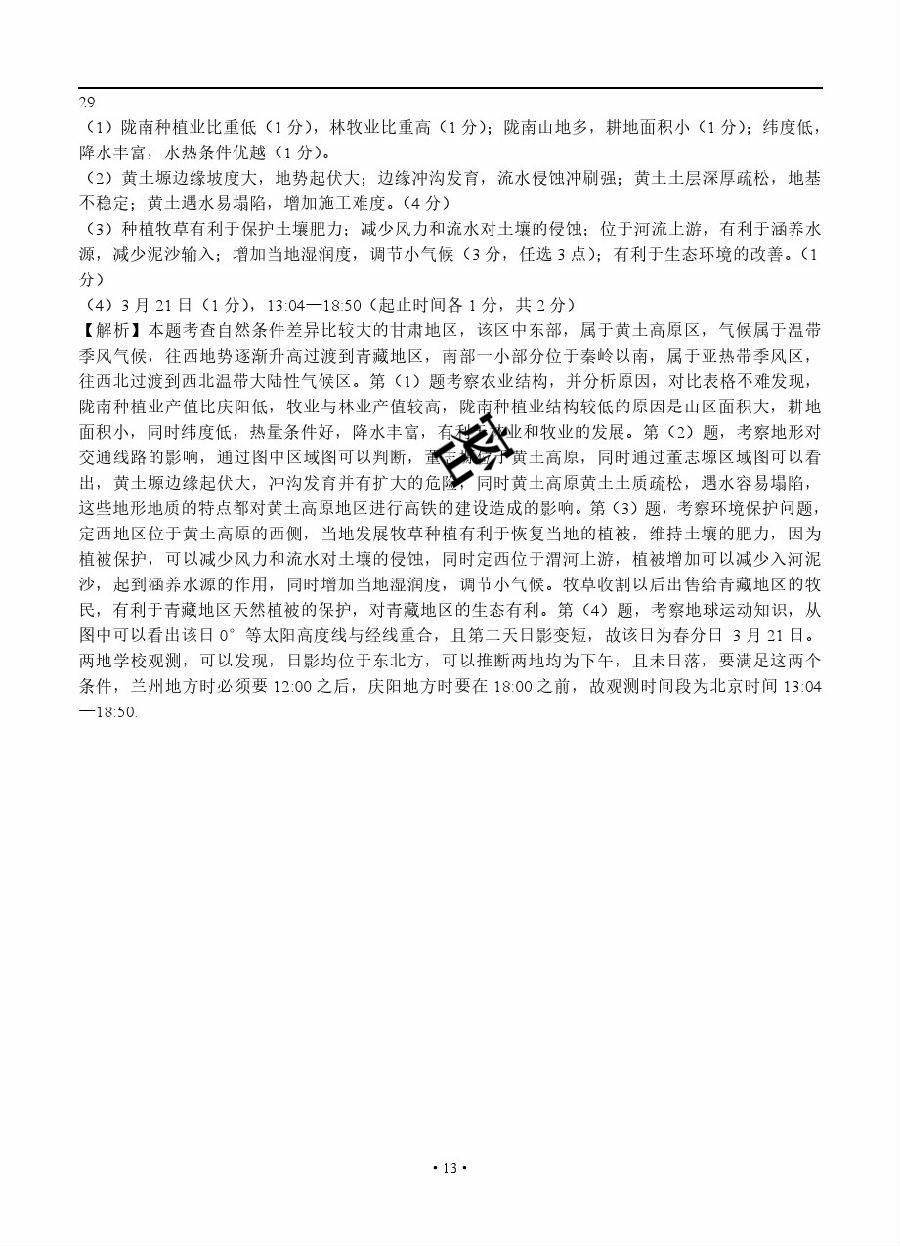 29
（1）陇南种植业比重低（1 分），林牧业比重高（1 分）；陇南山地多，耕地面积小（1 分）；纬度低，
降水丰富，水热条件优越（1 分）。
（2）黄土塬边缘坡度大，地势起伏大；边缘冲沟发育，流水侵蚀冲刷强；黄土土层深厚疏松，地基
不稳定；黄土遇水易塌陷，增加施工难度。（4 分）
（3）种植牧草有利于保护土壤肥力；减少风力和流水对土壤的侵蚀；位于河流上游，有利于涵养水
源，减少泥沙输入；增加当地湿润度，调节小气候（3 分，任选 3 点）；有利于生态环境的改善。（1
分）
（4）3 月 21 日（1 分），13:04—18:50（起止时间各 1 分，共 2 分）
【解析】本题考查自然条件差异比较大的甘肃地区，该区中东部，属于黄土高原区，气候属于温带
季风气候，往西地势逐渐升高过渡到青藏地区，南部一小部分位于秦岭以南，属于亚热带季风区，
往西北过渡到西北温带大陆性气候区。第（1）题考察农业结构，并分析原因，对比表格不难发现，
陇南种植业产值比庆阳低，牧业与林业产值较高，陇南种植业结构较低的原因是山区面积大，耕地
面积小，同时纬度低，热量条件好，降水丰富，有利业和牧业的发展。第（2）题，考察地形对
交通线路的影响，通过图中区域图可以判断，董志黄土高原，同时通过董志塬区域图可以看
出，黄土塬边缘起伏大，冲沟发育并有扩大的危险，同时黄土高原黄土土质疏松，遇水容易塌陷，
这些地形地质的特点都对黄土高原地区进行高铁的建设造成的影响。第（3）题，考察环境保护问题，
定西地区位于黄土高原的西侧，当地发展牧草种植有利于恢复当地的植被，维持土壤的肥力，因为
植被保护，可以减少风力和流水对土壤的侵蚀，同时定西位于渭河上游，植被增加可以减少入河泥
沙，起到涵养水源的作用，同时增加当地湿润度，调节小气候。牧草收割以后出售给青藏地区的牧
民，有利于青藏地区天然植被的保护，对青藏地区的生态有利。第（4）题，考察地球运动知识，从
图中可以看出该日 0°等太阳高度线与经线重合，且第二天日影变短，故该日为春分日 3 月 21 日。
两地学校观测，可以发现，日影均位于东北方，可以推断两地均为下午，且未日落，要满足这两个
条件，兰州地方时必须要 12:00 之后，庆阳地方时要在 18:00 之前，故观测时间段为北京时间 13:04
—18:50.
密
·13·